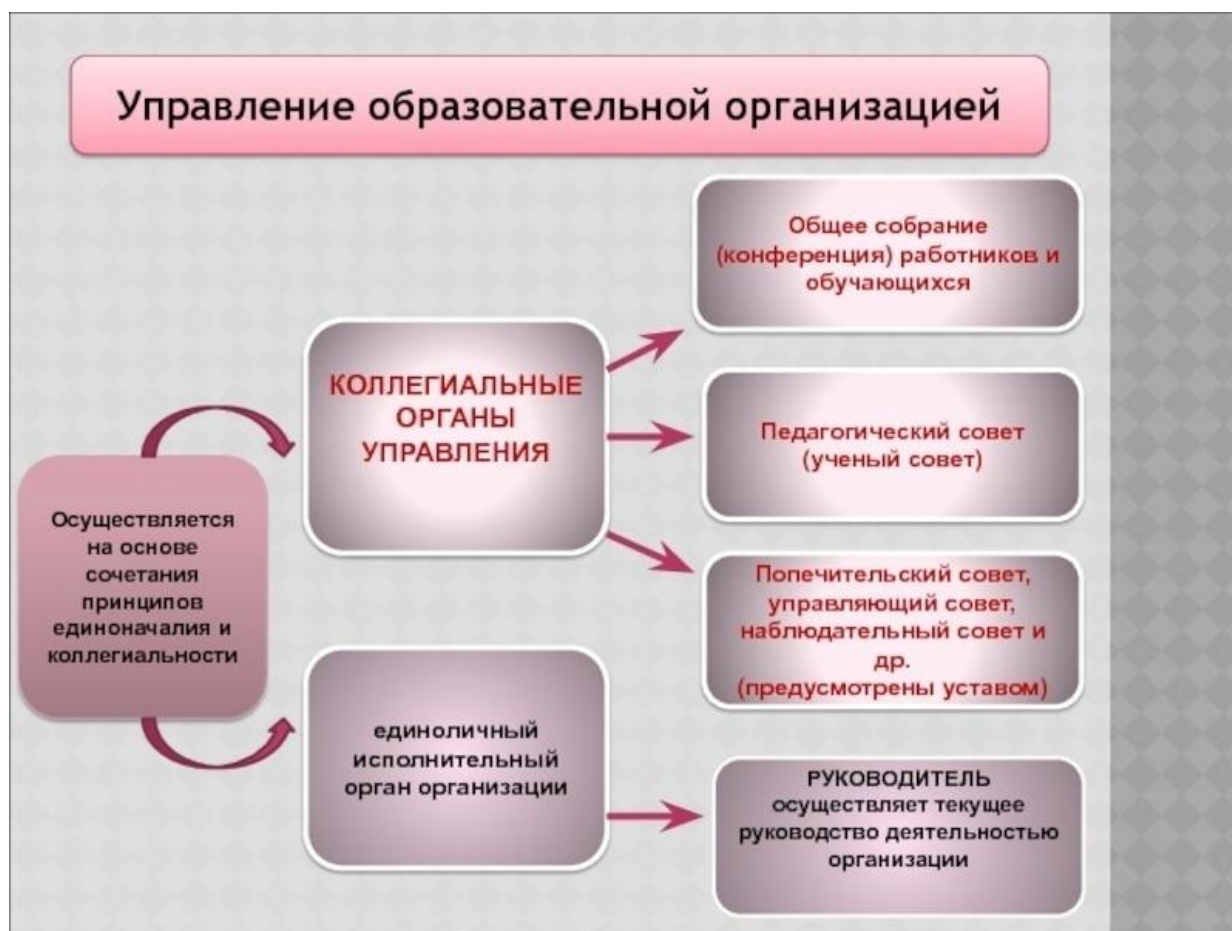 Управление образовательной организацией
Общее собрание
(конференция) работников и
обучающихся
КОЛЛЕГИАЛЬНЫЕ
ОРГАНЫ
УПРАВЛЕНИЯ
Педагогический совет
(ученый совет)
Осуществляется
на основе
сочетания
принципов
единоначалия и
коллегиальности
Попечительский совет,
управляющий совет,
наблюдательный совет и
др.
(предусмотрены уставом)
единоличный
исполнительный
орган организации
РУКОВОДИТЕЛЬ
осуществляет текущее
руководство деятельностью
организации